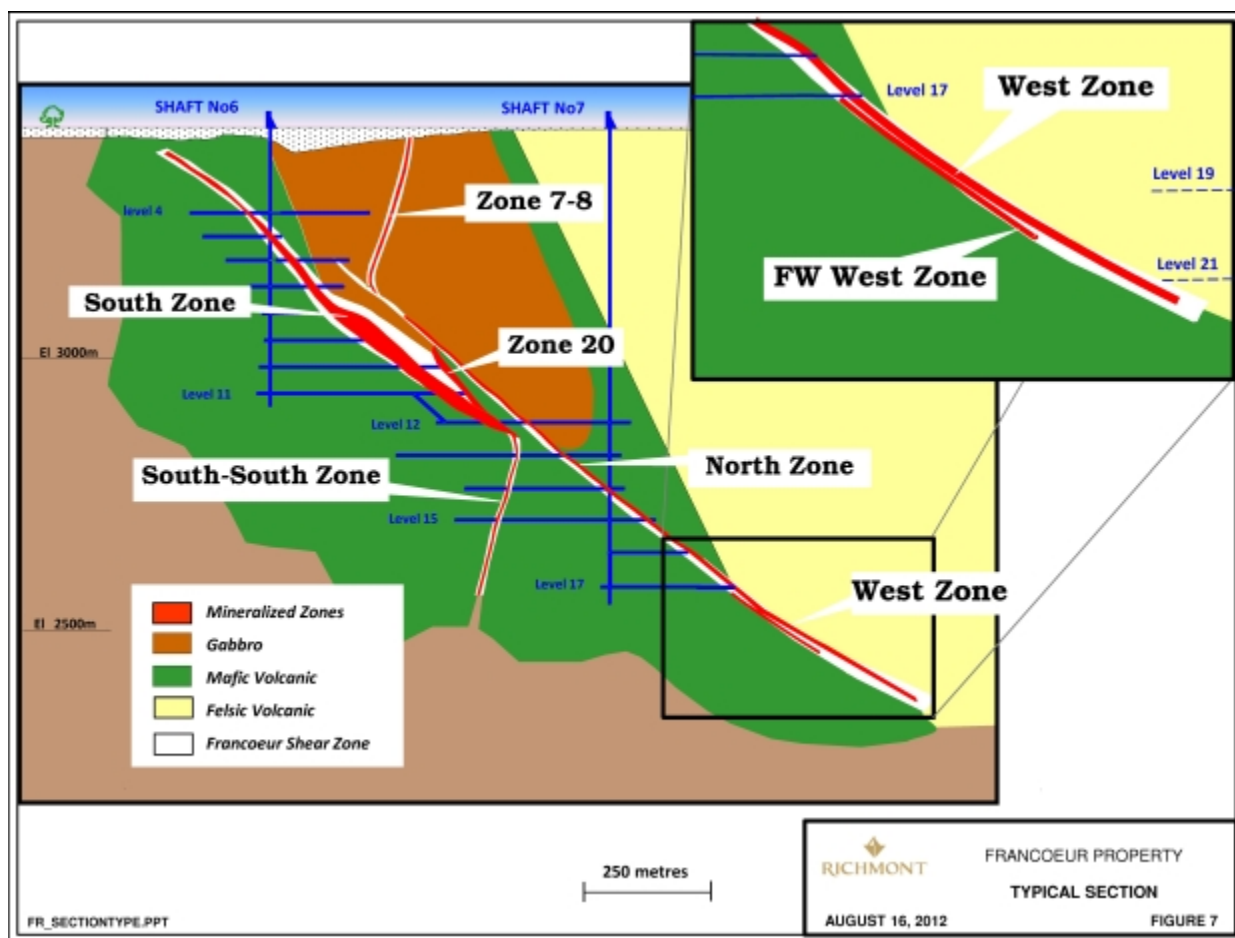 SHAFT No6
SHAFT No7
level 4
Zone 7-8
South Zone
Zone 20
El 3000m
Level 11
Level 12
North Zone
South-South Zone
Level 15
Level 17
West Zone
El 2500m
Mineralized Zones
Gabbro
Mafic Volcanic
Felsic Volcanic
Francoeur Shear Zone
Level 17
West Zone
Level 19
FW West Zone
Level 21
250 metres
FR_SECTIONTYPE.PPT
RICHMONT
FRANCOEUR PROPERTY
TYPICAL SECTION
AUGUST 16, 2012
FIGURE 7